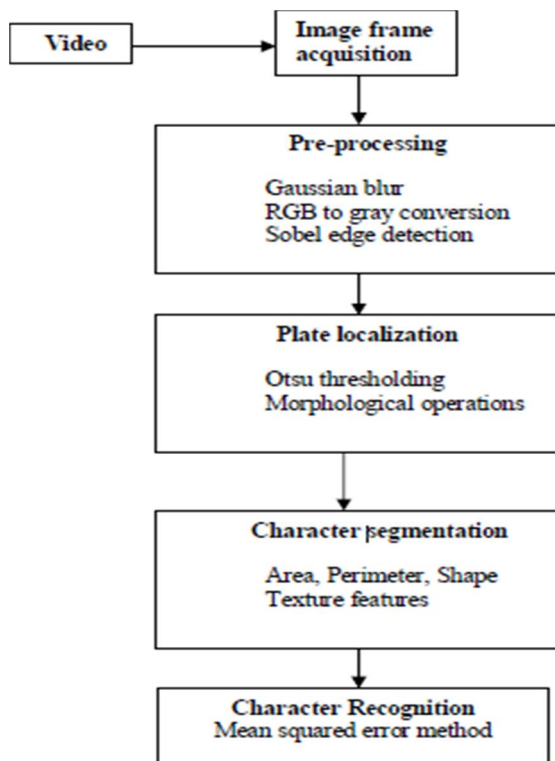 Video
Image frame
acquisition
Pre-processing
Gaussian blur
RGB to gray conversion
Sobel edge detection
Plate localization
Otsu thresholding
Morphological operations
Character segmentation
Area, Perimeter, Shape
Texture features
Character Recognition
Mean squared error method